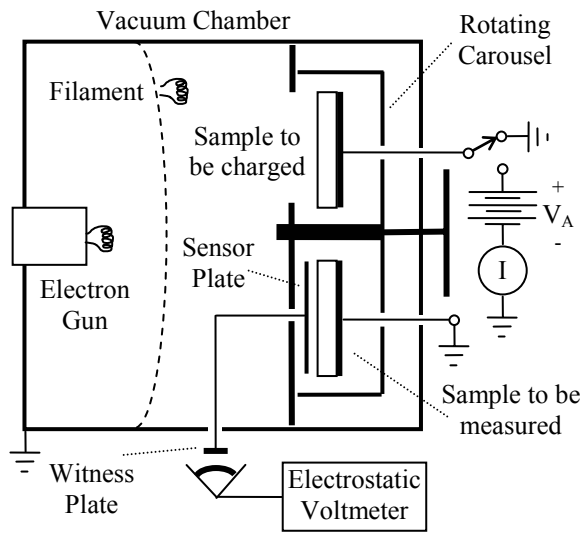 Vacuum Chamber
Rotating
Carousel
Filament
Sample to
be charged
+
V_A
-
Sensor
Plate
I
Electron
Gun
Sample to be
measured
Witness
Plate
Electrostatic
Voltmeter